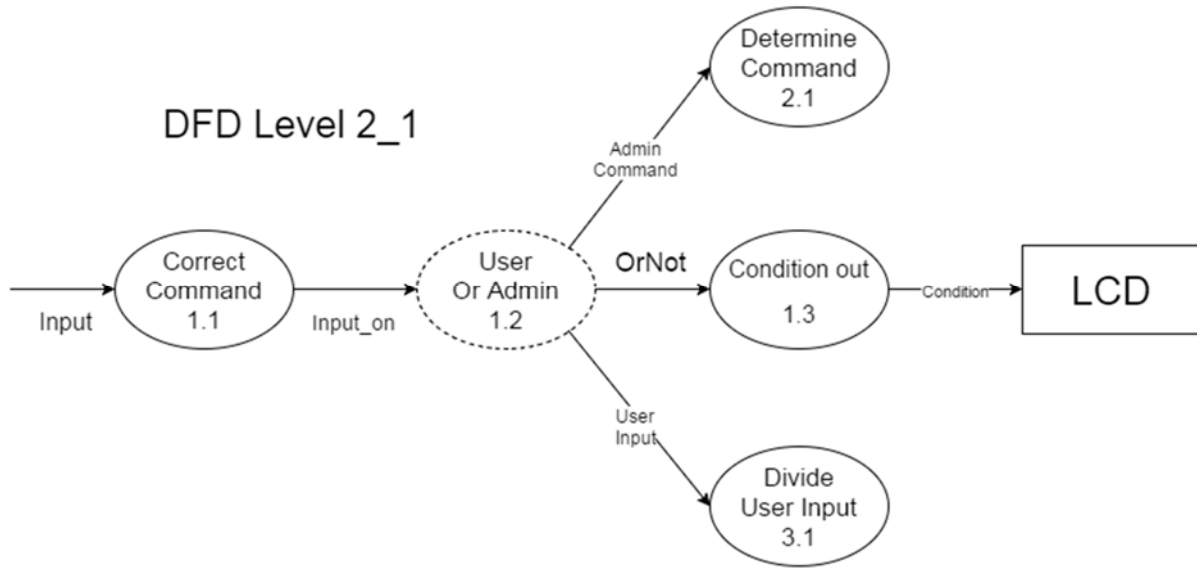 DFD Level 2_1
Determine
Command
2.1
Admin
Command
Input
Correct
Command
1.1
Input_on
User
Or Admin
1.2
OrNot
Condition out
1.3
Condition
LCD
User
Input
Divide
User Input
3.1